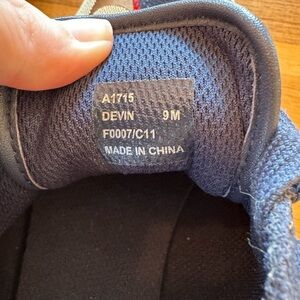 A1715
DEVIN 9M
F0007/C11
MADE IN CHINA